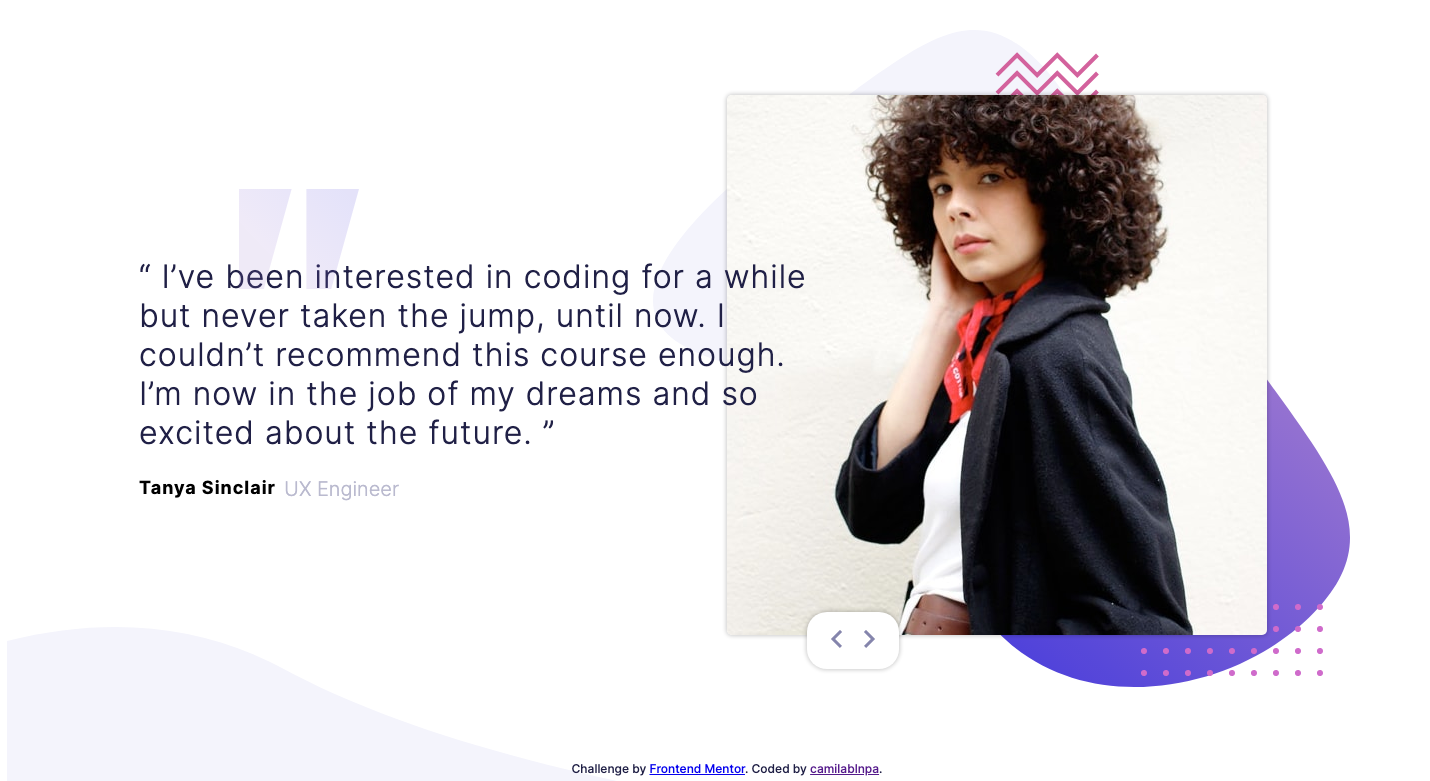 “ I’ve been interested in coding for a while
but never taken the jump, until now. I
couldn’t recommend this course enough.
I’m now in the job of my dreams and so
excited about the future. ”
Tanya Sinclair UX Engineer
Challenge by Frontend Mentor. Coded by camilablnpa.